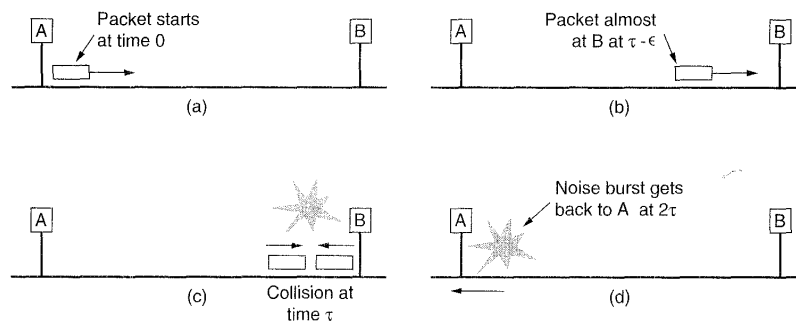 A
Packet starts
at time 0
B
(a)
A
Packet almost
at B at τ - ϵ
B
(b)
A
B
(c)
Collision at
time τ
A
Noise burst gets
back to A at 2τ
B
(d)